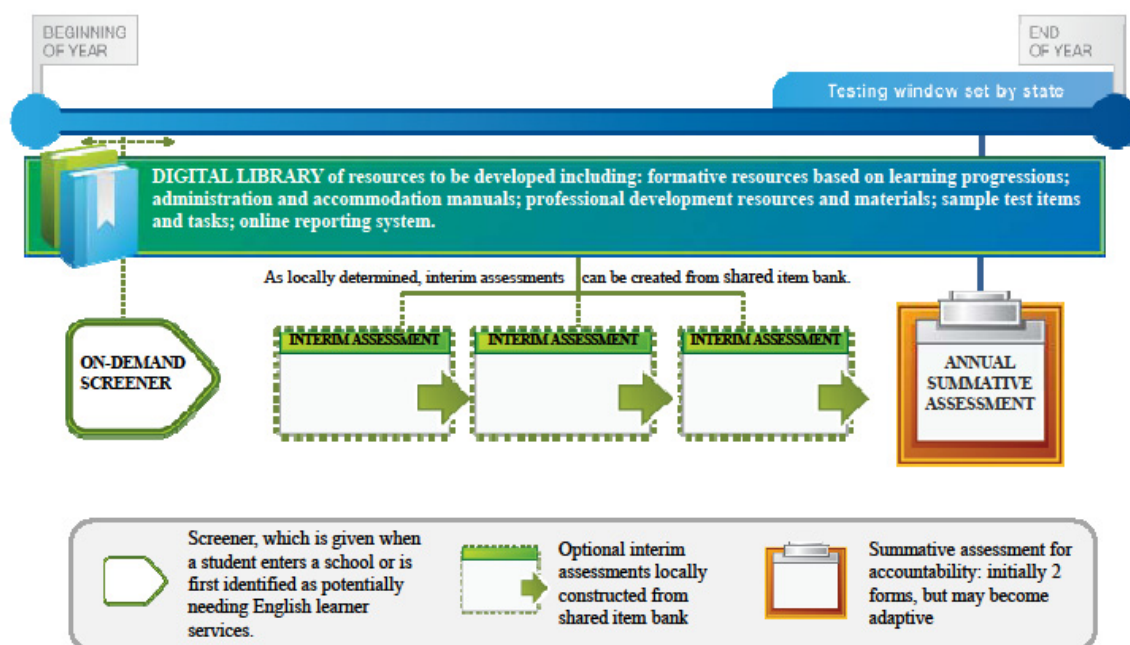 BEGINNING
OF YEAR
END
OF YEAR
Testing window set by state
DIGITAL LIBRARY of resources to be developed including: formative resources based on learning progressions;
administration and accommodation manuals; professional development resources and materials; sample test items
and tasks; online reporting system.
As locally determined, interim assessments can be created from shared item bank.
ON-DEMAND
SCREENER
INTERIM ASSESSMENT
INTERIM ASSESSMENT
INTERIM ASSESSMENT
ANNUAL
SUMMATIVE
ASSESSMENT
Screener, which is given when
a student enters a school or is
first identified as potentially
needing English learner
services.
Optional interim
assessments locally
constructed from
shared item bank
Summative assessment for
accountability: initially 2
forms, but may become
adaptive